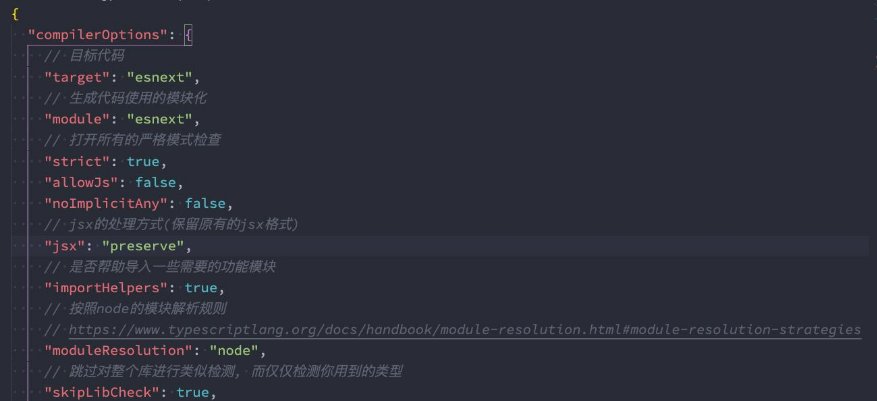 {
"compilerOptions": {
// 目标代码
"target": "esnext",
// 生成代码使用的模块化
"module": "esnext",
// 打开所有的严格模式检查
"strict": true,
"allowJs": false,
"noImplicitAny": false,
// jsx的处理方式(保留原有的jsx格式)
"jsx": "preserve",
// 是否帮助导入一些需要的功能模块
"importHelpers": true,
// 按照node的模块解析规则
// https://www.typescriptlang.org/docs/handbook/module-resolution.html#module-resolution-strategies
"moduleResolution": "node",
// 跳过对整个库进行类似检测, 而仅仅检测你用到的类型
"skipLibCheck": true,